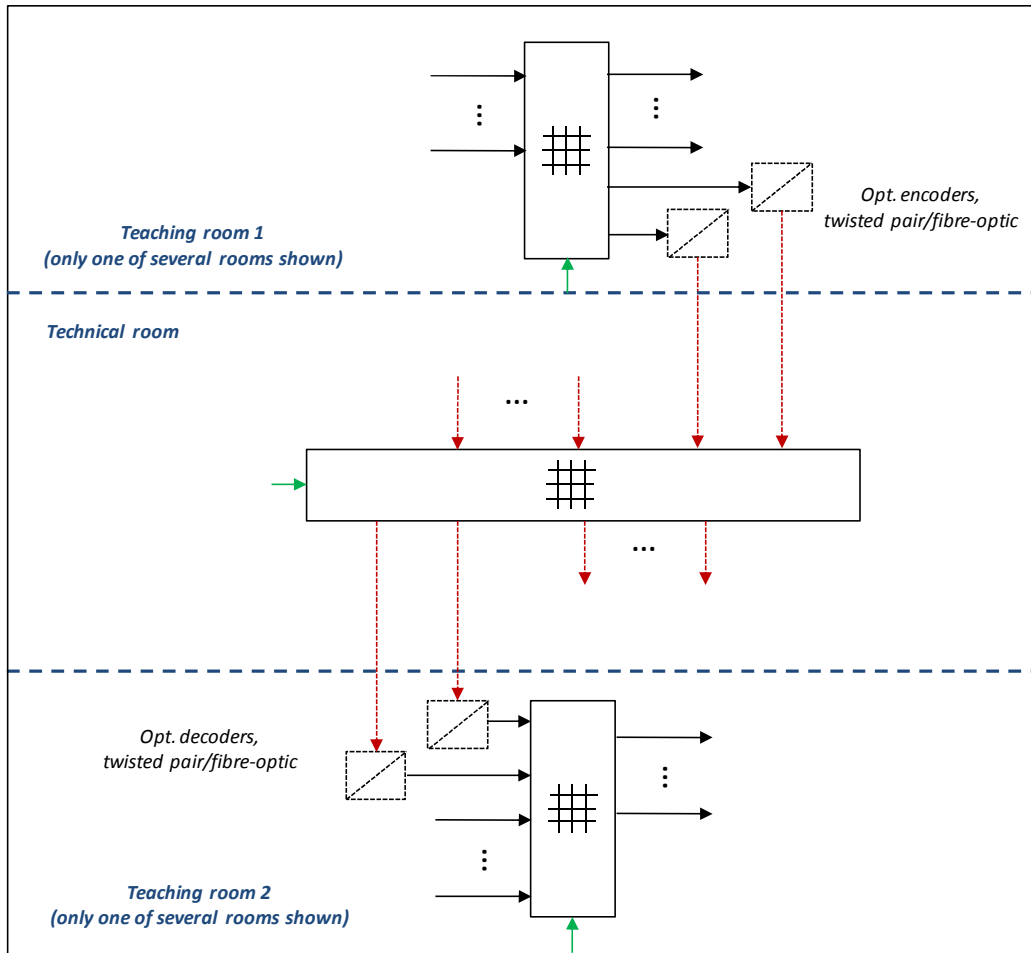 Opt. encoders,
twisted pair/fibre-optic
Teaching room 1
(only one of several rooms shown)
Technical room
...
...
Opt. decoders,
twisted pair/fibre-optic
Teaching room 2
(only one of several rooms shown)